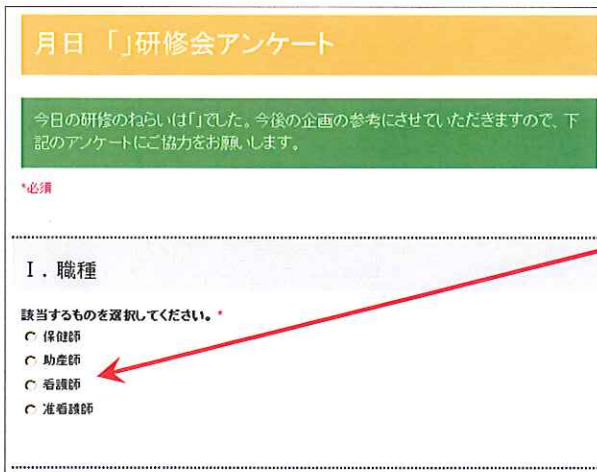 月日 「」研修会アンケート
今日の研修のねらいは「」でした。今後の企画の参考にさせていただきますので、下
記のアンケートにご協力をお願いします。
*必須
Ⅰ. 職種
該当するものを選択してください。*
保健師
助産師
看護師
准看護師